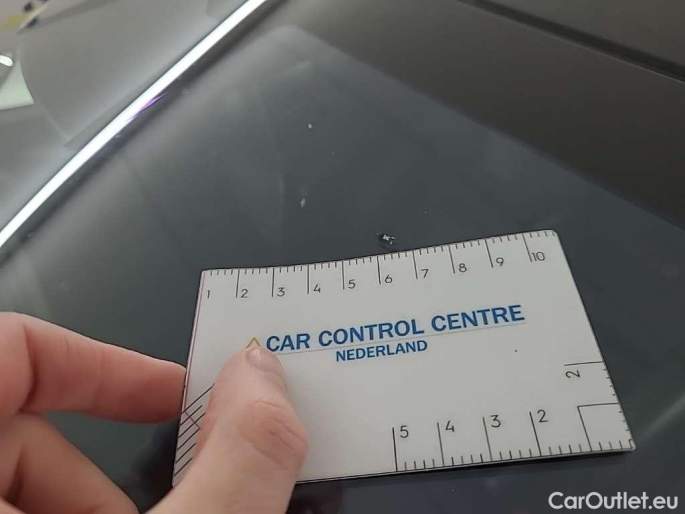 1 2 3 4 5 6 7 8 9 10
CAR CONTROL CENTRE
NEDERLAND
2
5 4 3 2
CarOutlet.eu